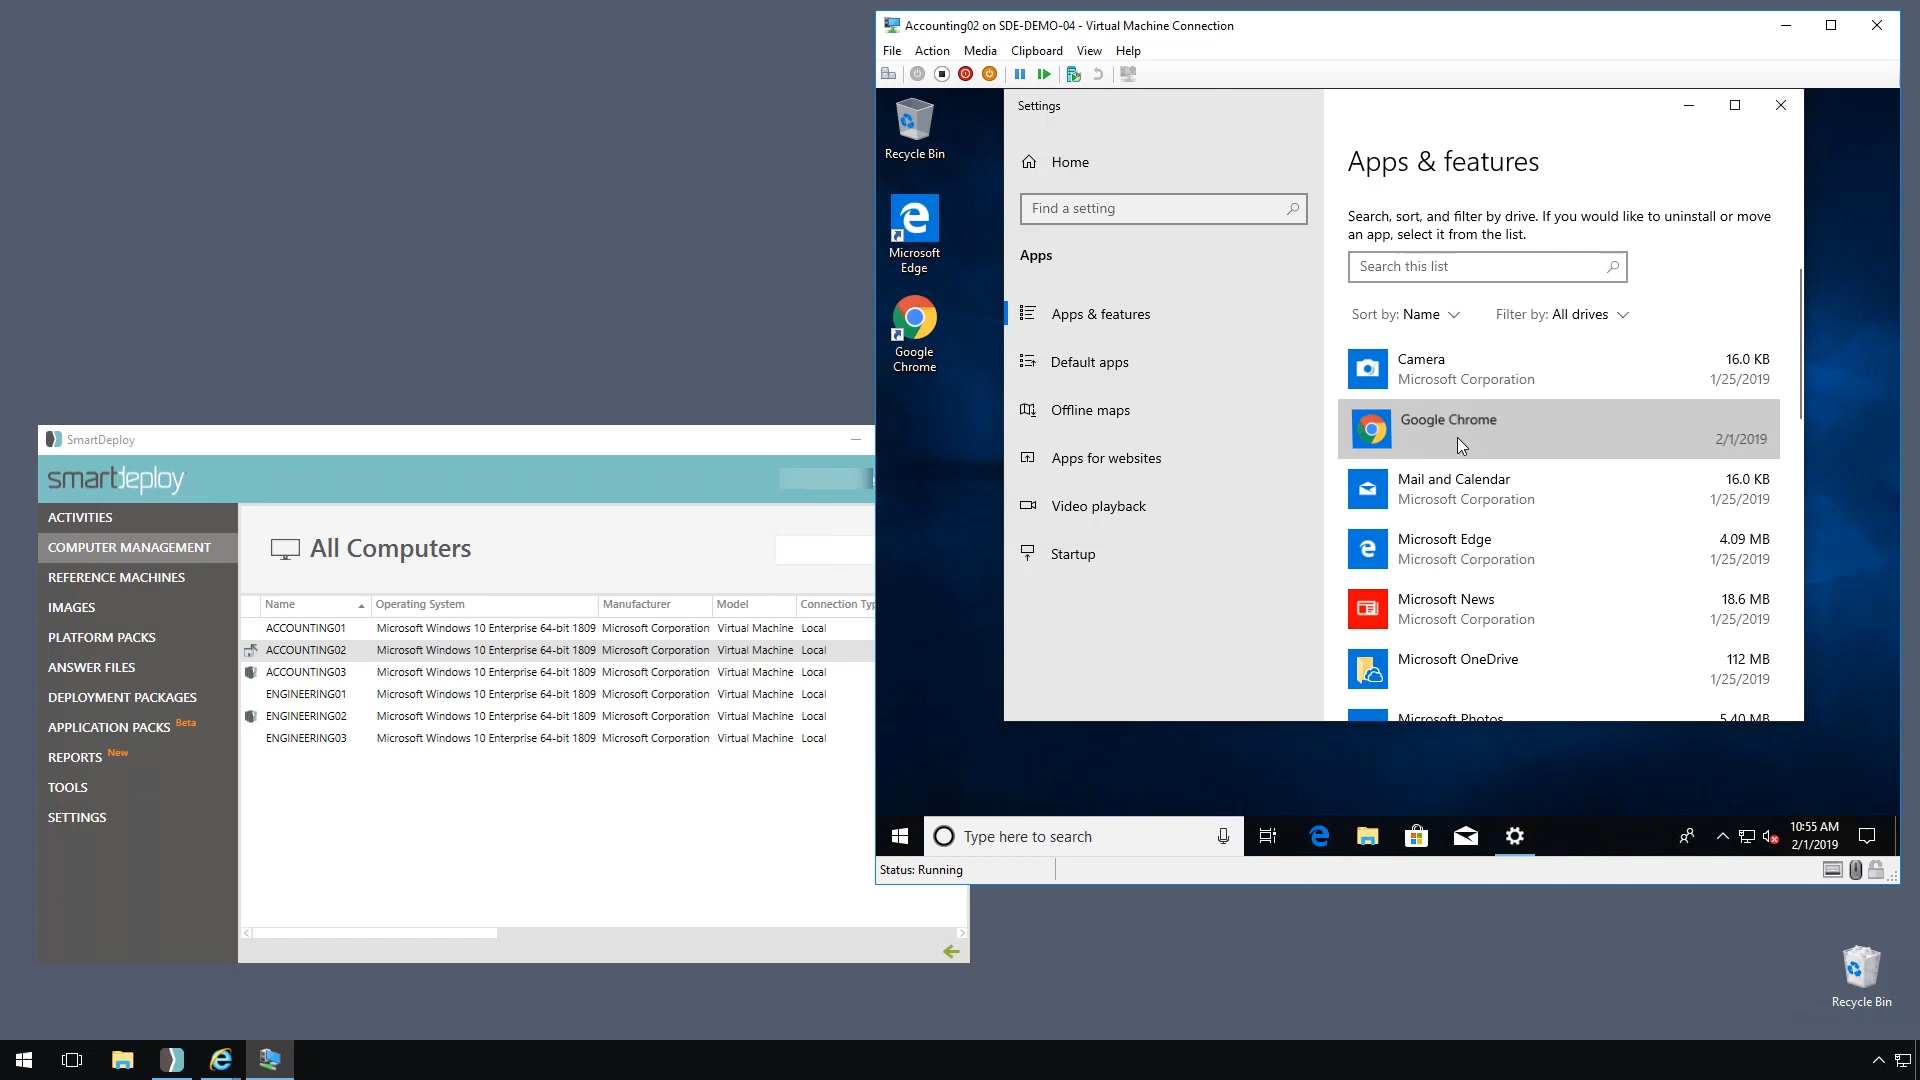 Accounting02 on SDE-DEMO-04 - Virtual Machine Connection
File Action Media Clipboard View Help
Recycle Bin
Microsoft
Edge
Google
Chrome
Settings
Home
Find a setting
Apps
Apps & features
Default apps
Offline maps
Apps for websites
Video playback
Startup
Apps & features
Search, sort, and filter by drive. If you would like to uninstall or move
an app, select it from the list.
Search this list
Sort by: Name Filter by: All drives
Camera 16.0 KB
Microsoft Corporation 1/25/2019
Google Chrome
2/1/2019
Mail and Calendar 16.0 KB
Microsoft Corporation 1/25/2019
Microsoft Edge 4.09 MB
Microsoft Corporation 1/25/2019
Microsoft News 18.6 MB
Microsoft Corporation 1/25/2019
Microsoft OneDrive 112 MB
1/25/2019
Microsoft Photos 5.40 MB
Type here to search
10:55 AM
2/1/2019
Status: Running
SmartDeploy
smartdeploy
ACTIVITIES
COMPUTER MANAGEMENT
REFERENCE MACHINES
IMAGES
PLATFORM PACKS
ANSWER FILES
DEPLOYMENT PACKAGES
APPLICATION PACKS Beta
REPORTS New
TOOLS
SETTINGS
All Computers
Name Operating System Manufacturer Model Connection Typ
ACCOUNTING01 Microsoft Windows 10 Enterprise 64-bit 1809 Microsoft Corporation Virtual Machine Local
ACCOUNTING02 Microsoft Windows 10 Enterprise 64-bit 1809 Microsoft Corporation Virtual Machine Local
ACCOUNTING03 Microsoft Windows 10 Enterprise 64-bit 1809 Microsoft Corporation Virtual Machine Local
ENGINEERING01 Microsoft Windows 10 Enterprise 64-bit 1809 Microsoft Corporation Virtual Machine Local
ENGINEERING02 Microsoft Windows 10 Enterprise 64-bit 1809 Microsoft Corporation Virtual Machine Local
ENGINEERING03 Microsoft Windows 10 Enterprise 64-bit 1809 Microsoft Corporation Virtual Machine Local
Recycle Bin